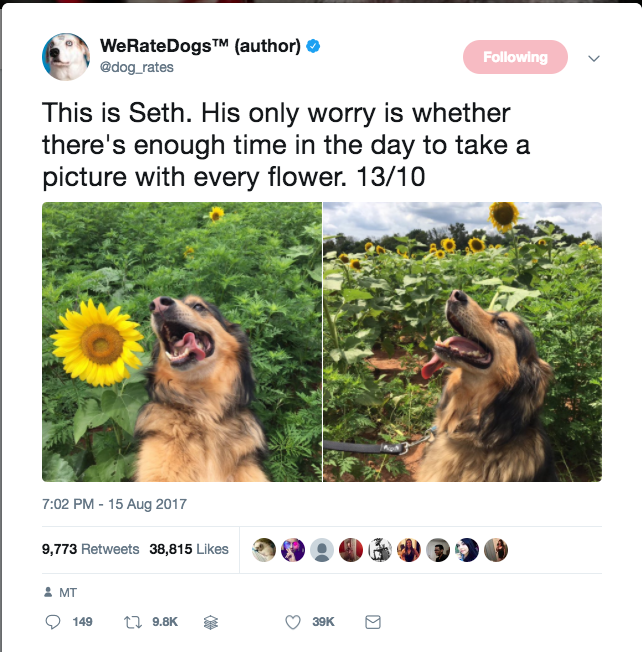 WeRateDogs™ (author)
@dog_rates
Following
This is Seth. His only worry is whether
there's enough time in the day to take a
picture with every flower. 13/10
7:02 PM - 15 Aug 2017
9,773 Retweets 38,815 Likes
MT
149 9.8K 39K